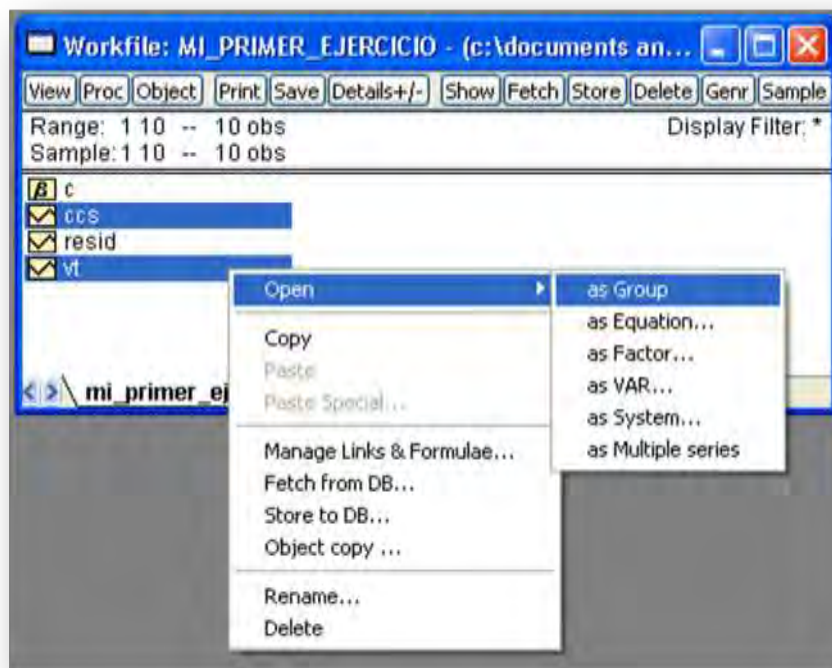 Workfile: MI_PRIMER_EJERCICIO - (c:\documents an...
View Proc Object Print Save Details+/- Show Fetch Store Delete Genr Sample
Range: 1 10 -- 10 obs Display Filter: *
Sample: 1 10 -- 10 obs
β c
ccs
resid
vt
mi_primer_ej
Open
Copy
Paste
Paste Special...
Manage Links & Formulae...
Fetch from DB...
Store to DB...
Object copy ...
Rename...
Delete
as Group
as Equation...
as Factor...
as VAR...
as System...
as Multiple series